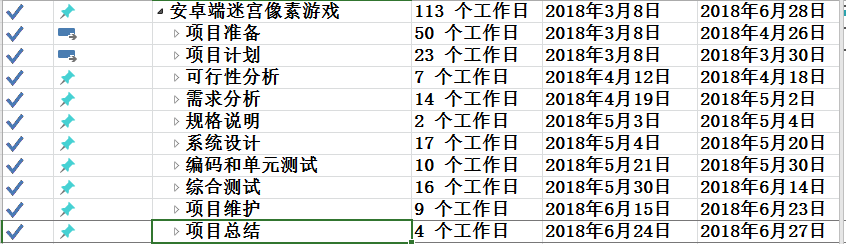 安卓端迷宫像素游戏 113 个工作日 2018年3月8日 2018年6月28日
项目准备 50 个工作日 2018年3月8日 2018年4月26日
项目计划 23 个工作日 2018年3月8日 2018年3月30日
可行性分析 7 个工作日 2018年4月12日 2018年4月18日
需求分析 14 个工作日 2018年4月19日 2018年5月2日
规格说明 2 个工作日 2018年5月3日 2018年5月4日
系统设计 17 个工作日 2018年5月4日 2018年5月20日
编码和单元测试 10 个工作日 2018年5月21日 2018年5月30日
综合测试 16 个工作日 2018年5月30日 2018年6月14日
项目维护 9 个工作日 2018年6月15日 2018年6月23日
项目总结 4 个工作日 2018年6月24日 2018年6月27日